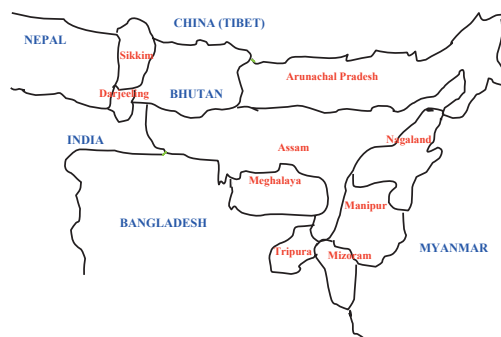 CHINA (TIBET)
NEPAL
Sikkim
Arunachal Pradesh
Darjeeling
BHUTAN
INDIA
Assam
Nagaland
Meghalaya
Manipur
BANGLADESH
MYANMAR
Tripura
Mizoram